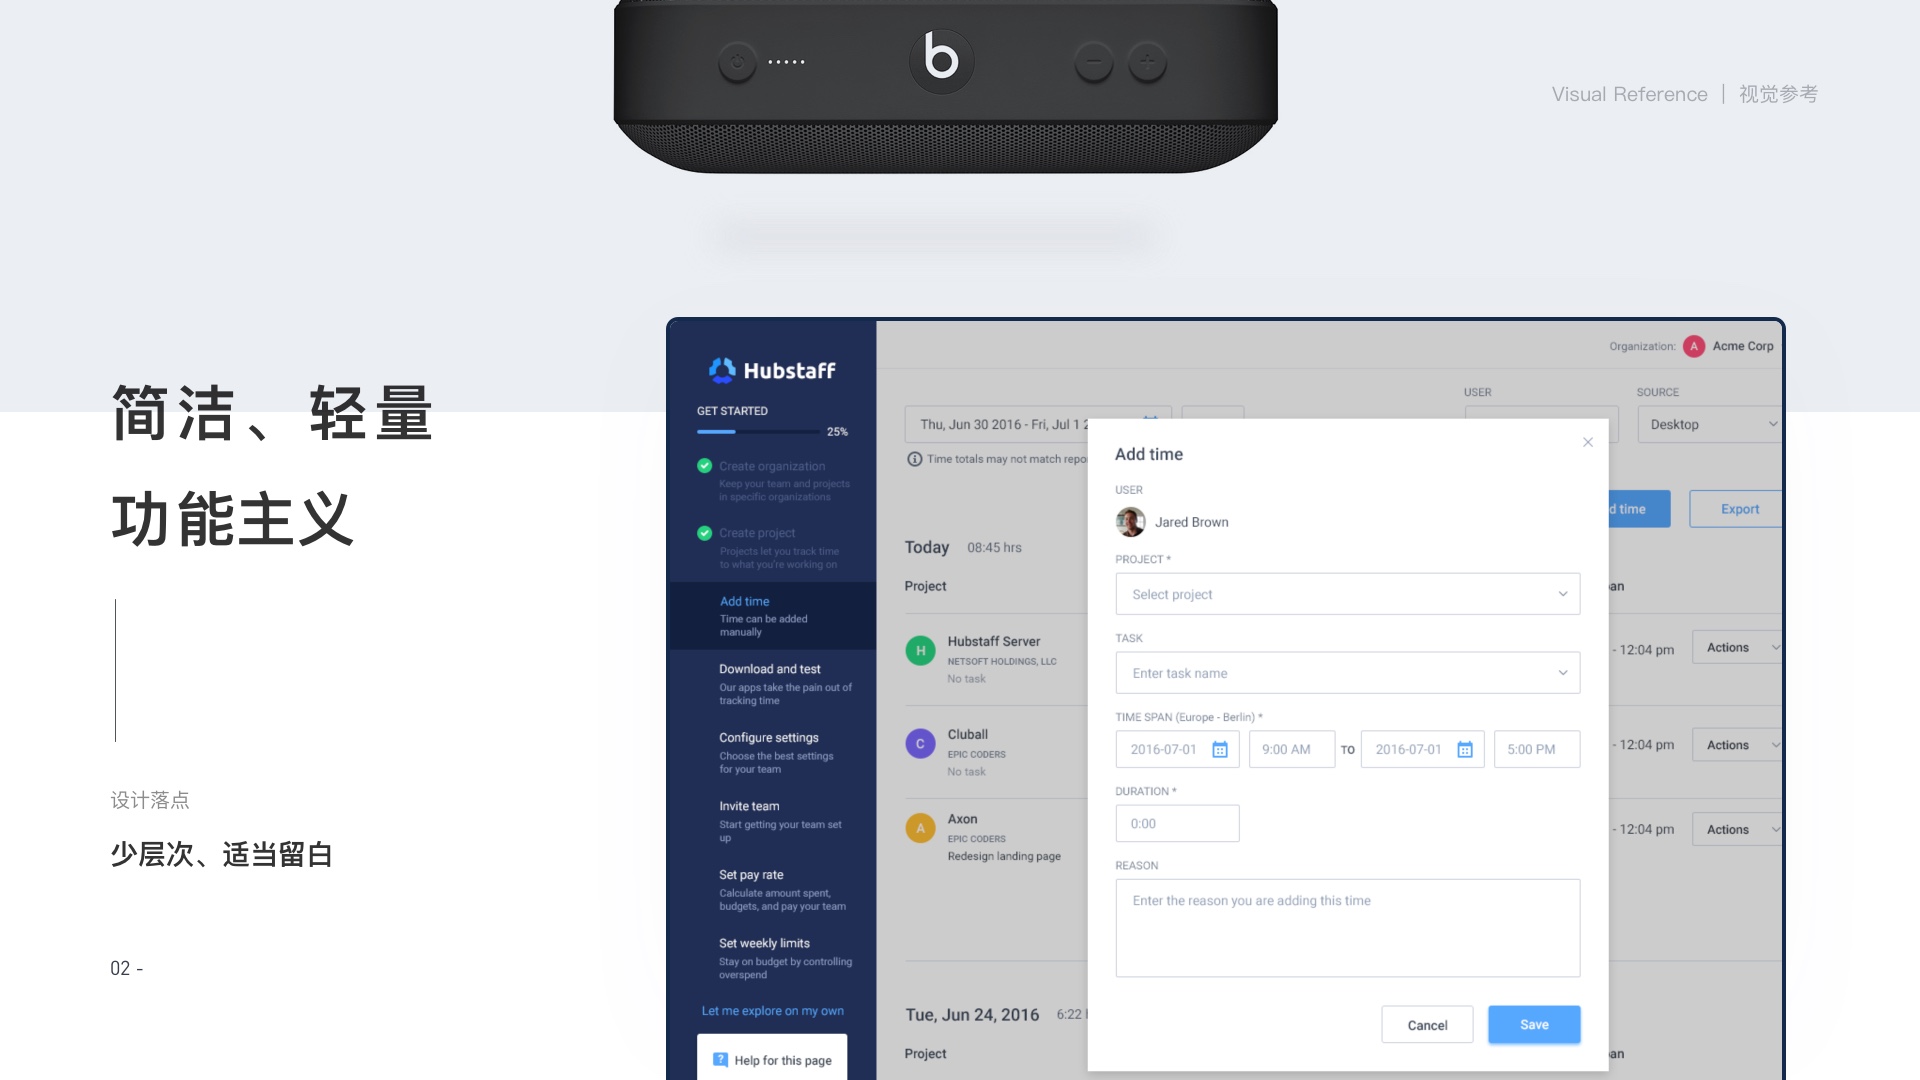 b
Visual Reference | 视觉参考
简洁、轻量
功能主义
设计落点
少层次、适当留白
02 -
Hubstaff
GET STARTED
25%
Create organization
Keep your team and projects
in specific organizations
Create project
Projects let you track time
to what you're working on
Add time
Time can be added
manually
Download and test
Our apps take the pain out of
tracking time
Configure settings
Choose the best settings
for your team
Invite team
Start getting your team set
up
Set pay rate
Calculate amount spent,
budgets, and pay your team
Set weekly limits
Stay on budget by controlling
overspend
Let me explore on my own
? Help for this page
Organization: A Acme Corp
USER
SOURCE
Thu, Jun 30 2016 - Fri, Jul 1 2
Desktop
Time totals may not match repo
d time
Export
Today 08:45 hrs
Project
an
H Hubstaff Server
NETSOFT HOLDINGS, LLC
No task
- 12:04 pm
Actions
C Cluball
EPIC CODERS
No task
- 12:04 pm
Actions
A Axon
EPIC CODERS
Redesign landing page
- 12:04 pm
Actions
Tue, Jun 24, 2016 6:22
Project
an
Add time
USER
Jared Brown
PROJECT *
Select project
TASK
Enter task name
TIME SPAN (Europe - Berlin) *
2016-07-01 9:00 AM TO 2016-07-01 5:00 PM
DURATION *
0:00
REASON
Enter the reason you are adding this time
Cancel
Save